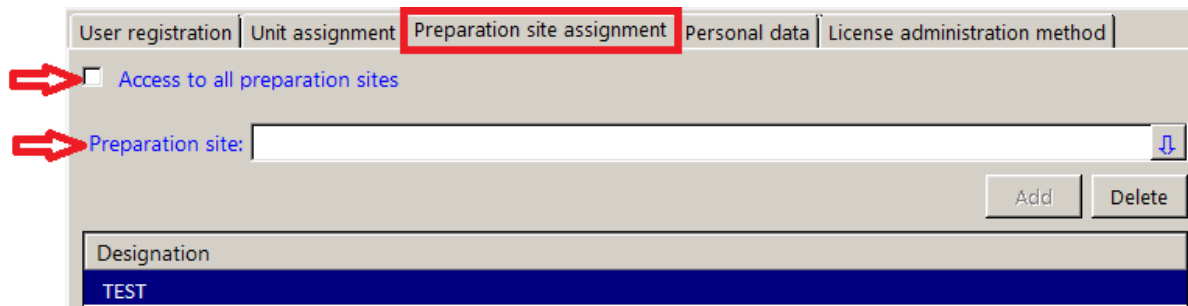 User registration Unit assignment Preparation site assignment Personal data License administration method
Access to all preparation sites
Preparation site:
Add Delete
Designation
TEST